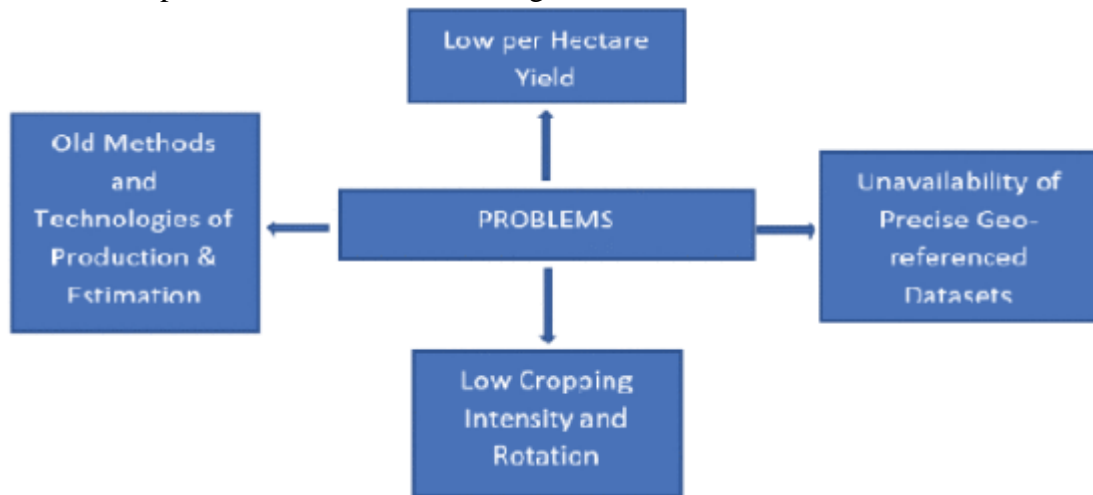 Low per Hectare
Yield
Old Methods
and
Technologies of
Production &
Estimation
PROBLEMS
Unavailability of
Precise Geo-
referenced
Datasets
Low Cropping
Intensity and
Rotation